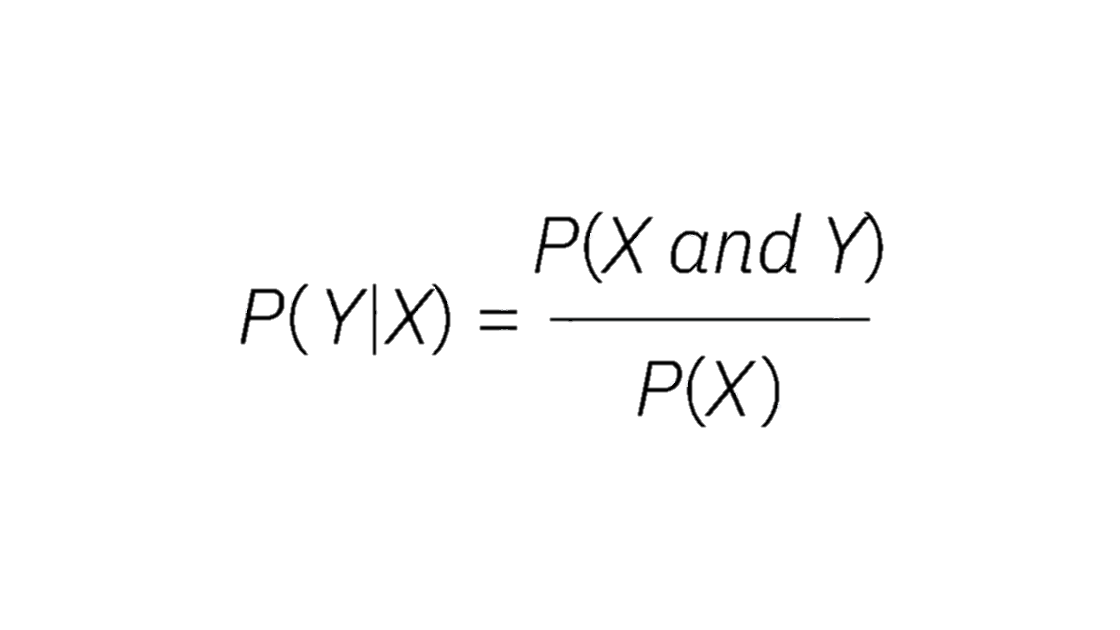 P(Y|X) = P(X and Y)
P(X)